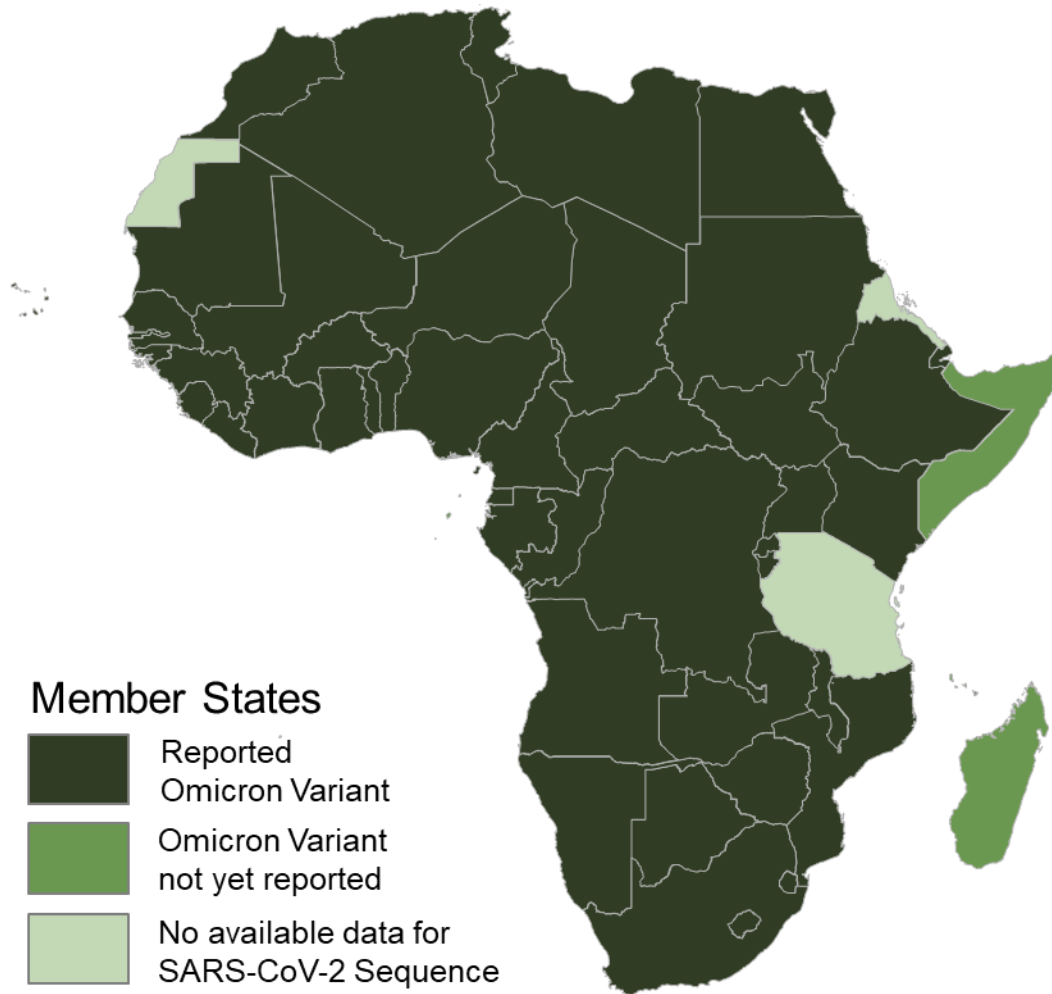 Member States
Reported
Omicron Variant
Omicron Variant
not yet reported
No available data for
SARS-CoV-2 Sequence